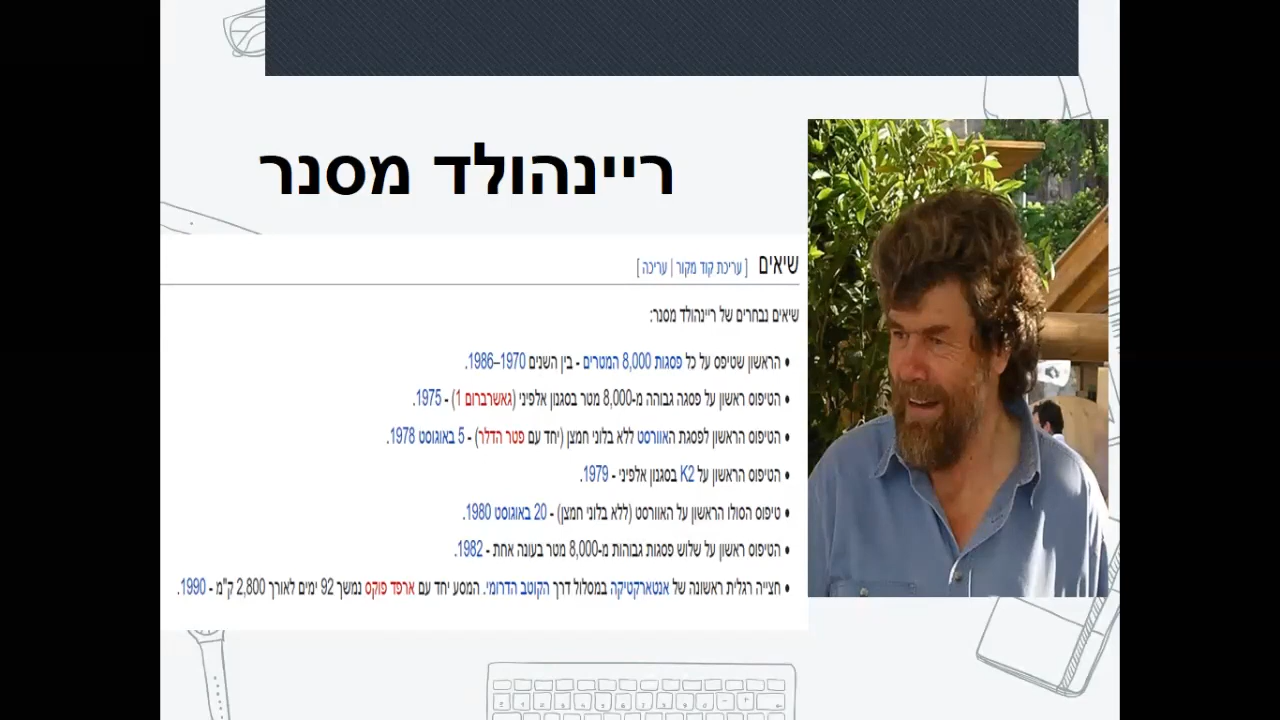 ריינהולד מסנר
שיאים [ עריכת קוד מקור | עריכה ]
שיאים נבחרים של ריינהולד מסנר:
• הראשון שטיפס על כל פסגות 8,000 המטרים - בין השנים 1970–1986.
• הטיפוס ראשון על פסגה גבוהה מ-8,000 מטר בסגנון אלפיני (גאשרברום 1) - 1975.
• הטיפוס הראשון לפסגת האוורסט ללא בלוני חמצן (יחד עם פטר הדלר) - 5 באוגוסט 1978.
• הטיפוס הראשון על K2 בסגנון אלפיני - 1979.
• טיפוס הסולו הראשון על האוורסט (ללא בלוני חמצן) - 20 באוגוסט 1980.
• הטיפוס ראשון על שלוש פסגות גבוהות מ-8,000 מטר בעונה אחת - 1982.
• חצייה רגלית ראשונה של אנטארקטיקה במסלול דרך הקוטב הדרומי. המסע יחד עם ארפד פוקס נמשך 92 ימים לאורך 2,800 ק"מ - 1990.